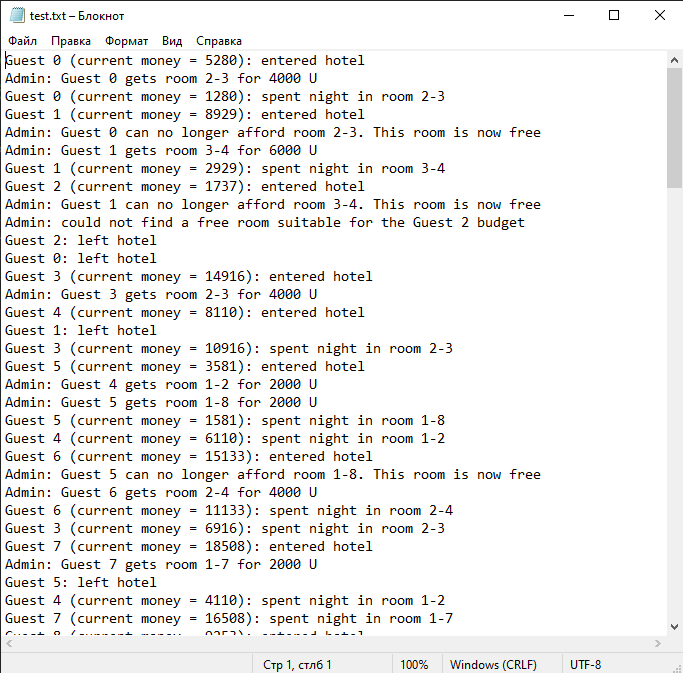 test.txt – Блокнот
Файл Правка Формат Вид Справка
Guest 0 (current money = 5280): entered hotel
Admin: Guest 0 gets room 2-3 for 4000 U
Guest 0 (current money = 1280): spent night in room 2-3
Guest 1 (current money = 8929): entered hotel
Admin: Guest 0 can no longer afford room 2-3. This room is now free
Admin: Guest 1 gets room 3-4 for 6000 U
Guest 1 (current money = 2929): spent night in room 3-4
Guest 2 (current money = 1737): entered hotel
Admin: Guest 1 can no longer afford room 3-4. This room is now free
Admin: could not find a free room suitable for the Guest 2 budget
Guest 2: left hotel
Guest 0: left hotel
Guest 3 (current money = 14916): entered hotel
Admin: Guest 3 gets room 2-3 for 4000 U
Guest 4 (current money = 8110): entered hotel
Guest 1: left hotel
Guest 3 (current money = 10916): spent night in room 2-3
Guest 5 (current money = 3581): entered hotel
Admin: Guest 4 gets room 1-2 for 2000 U
Admin: Guest 5 gets room 1-8 for 2000 U
Guest 5 (current money = 1581): spent night in room 1-8
Guest 4 (current money = 6110): spent night in room 1-2
Guest 6 (current money = 15133): entered hotel
Admin: Guest 5 can no longer afford room 1-8. This room is now free
Admin: Guest 6 gets room 2-4 for 4000 U
Guest 6 (current money = 11133): spent night in room 2-4
Guest 3 (current money = 6916): spent night in room 2-3
Guest 7 (current money = 18508): entered hotel
Admin: Guest 7 gets room 1-7 for 2000 U
Guest 5: left hotel
Guest 4 (current money = 4110): spent night in room 1-2
Guest 7 (current money = 16508): spent night in room 1-7
Guest 8 (current money = 9253): entered hotel
Стр 1, стлб 1 100% Windows (CRLF) UTF-8